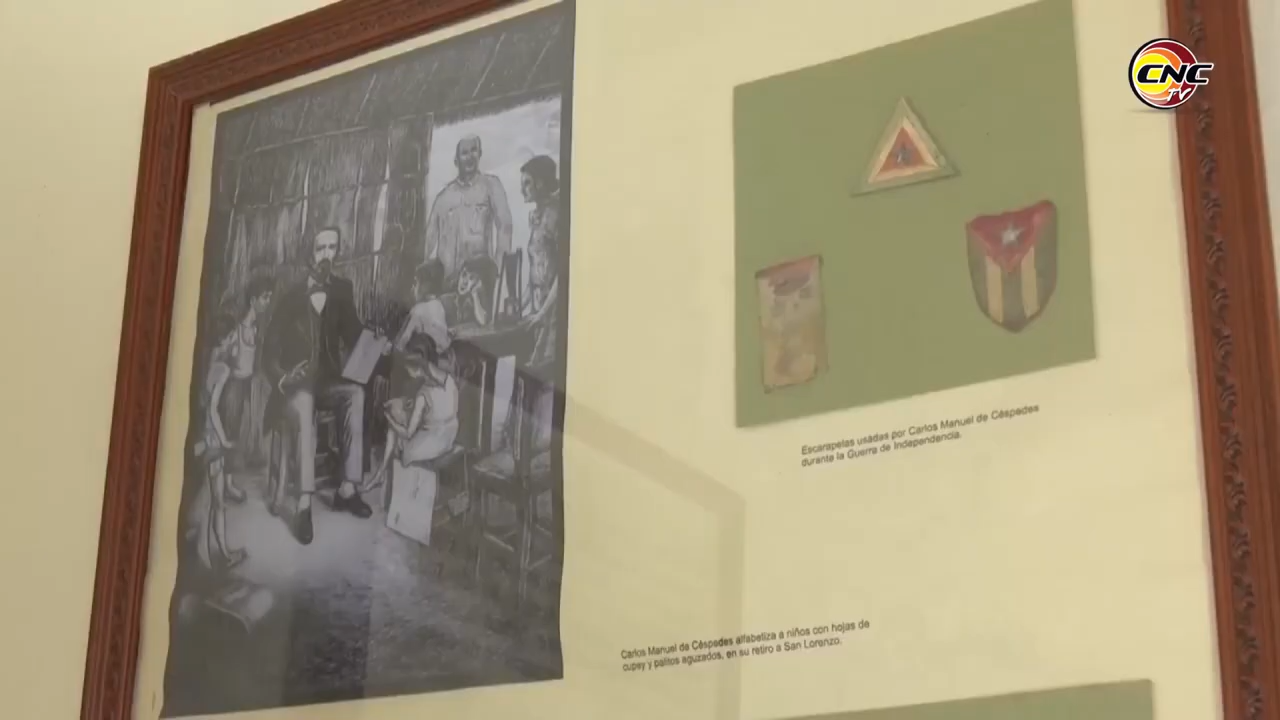 CNC
TV
Escarapelas usadas por Carlos Manuel de Céspedes
durante la Guerra de Independencia.
Carlos Manuel de Céspedes alfabetiza a niños con hojas de
cupey y palitos aguzados, en su retiro a San Lorenzo.